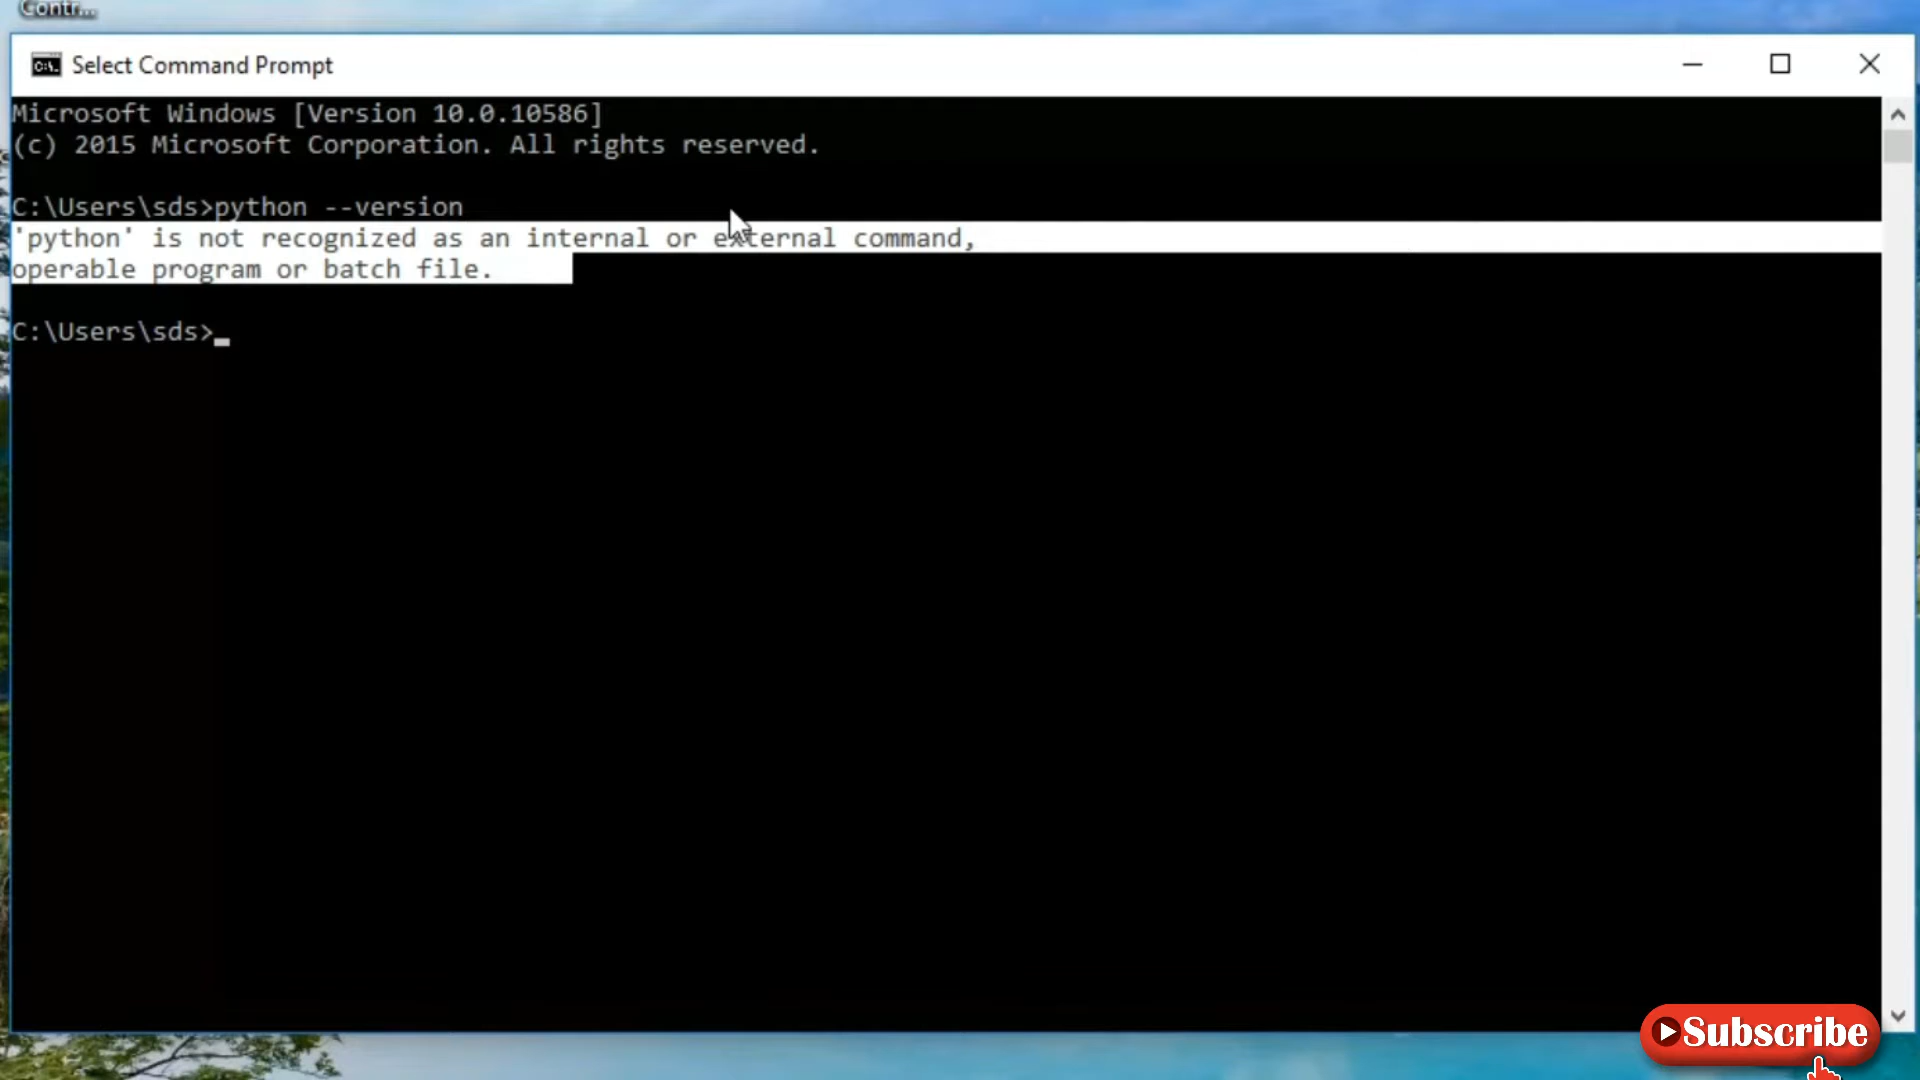 Contr...
Select Command Prompt
Microsoft Windows [Version 10.0.10586]
(c) 2015 Microsoft Corporation. All rights reserved.
C:\Users\sds>python --version
'python' is not recognized as an internal or external command,
operable program or batch file.
C:\Users\sds>
Subscribe